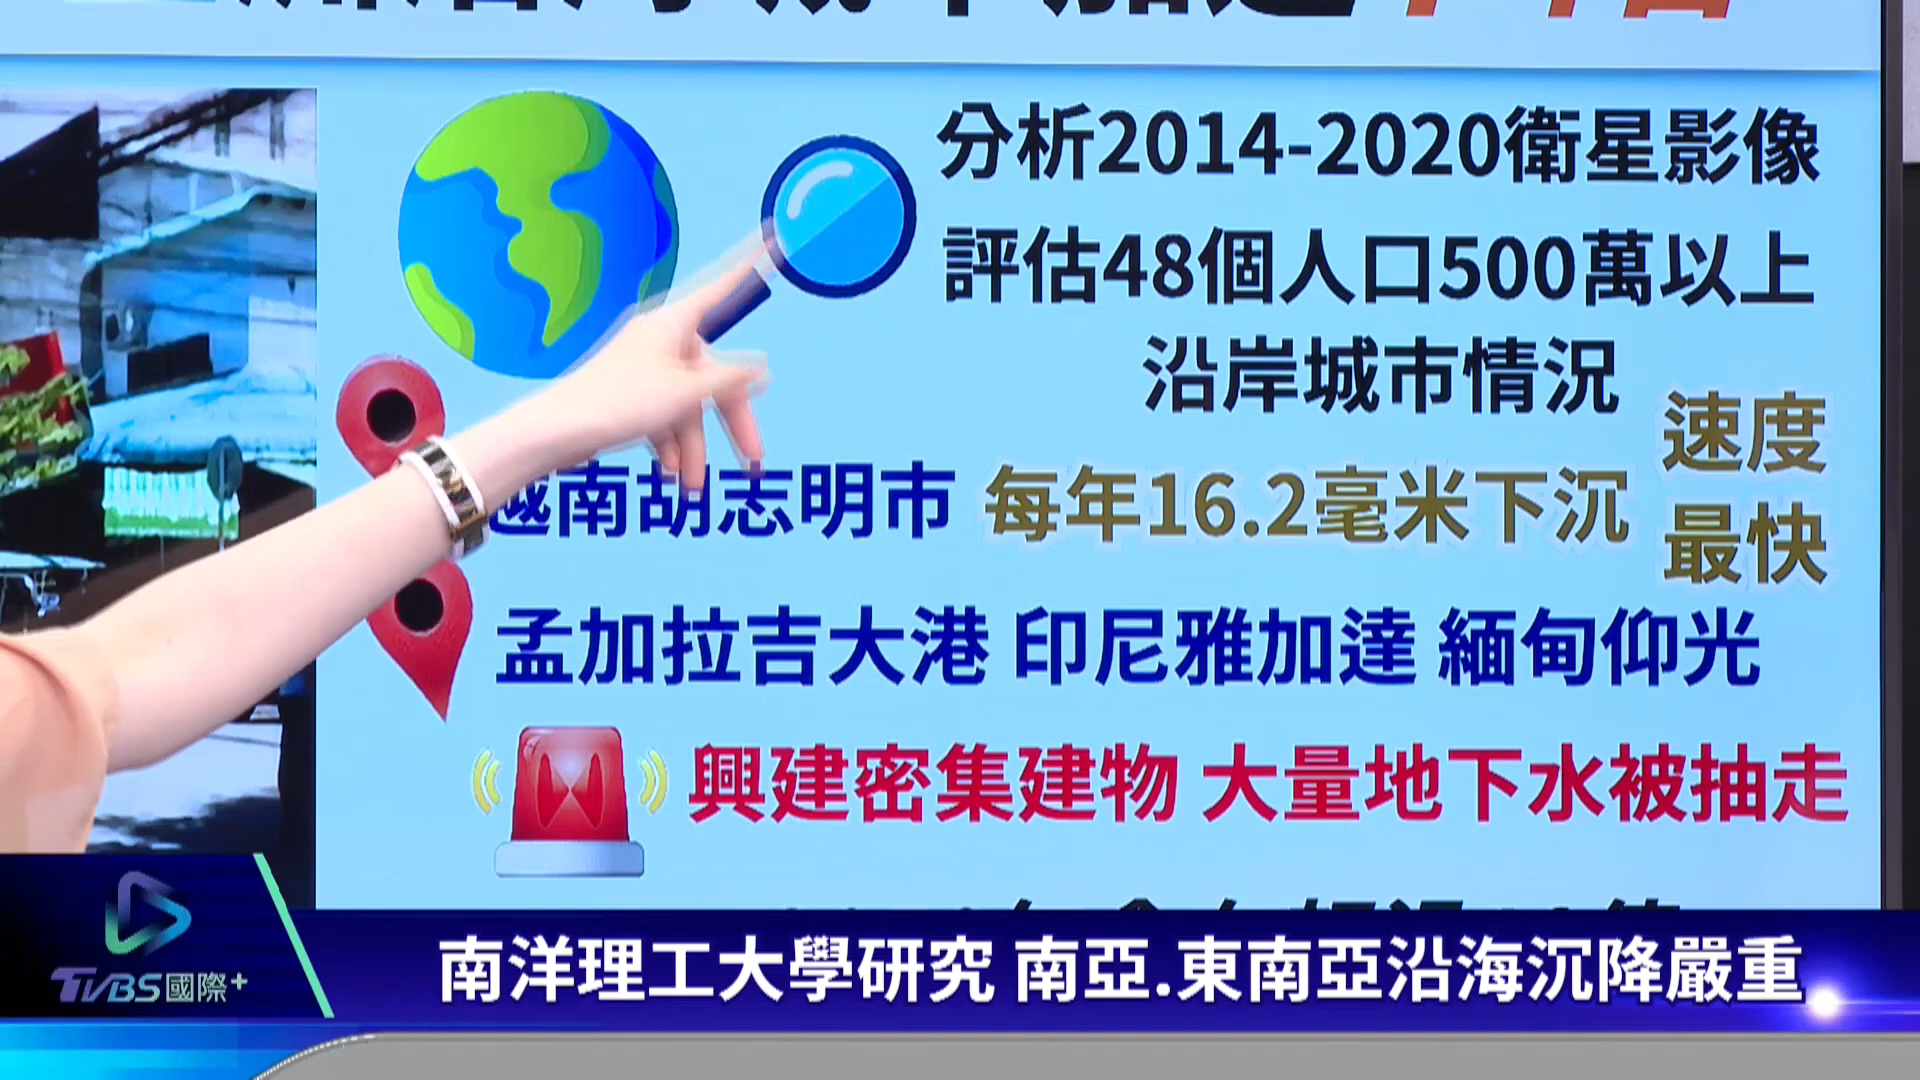 分析2014-2020衛星影像
評估48個人口500萬以上
沿岸城市情況
越南胡志明市 每年16.2毫米下沉
速度
最快
孟加拉吉大港 印尼雅加達 緬甸仰光
興建密集建物 大量地下水被抽走
TVBS國際+
南洋理工大學研究 南亞.東南亞沿海沉降嚴重